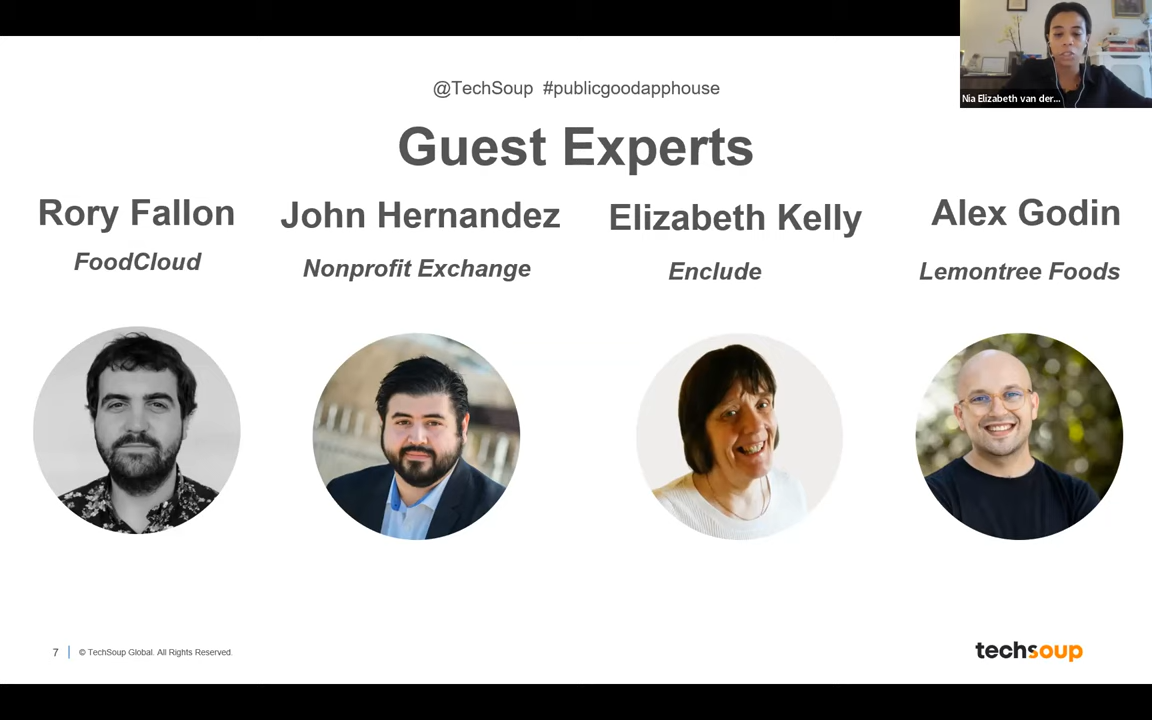 @TechSoup #publicgoodapphouse
Nia Elizabeth van der...
Guest Experts
Rory Fallon
FoodCloud
John Hernandez
Nonprofit Exchange
Elizabeth Kelly
Enclude
Alex Godin
Lemontree Foods
7
© TechSoup Global. All Rights Reserved.
techsoup